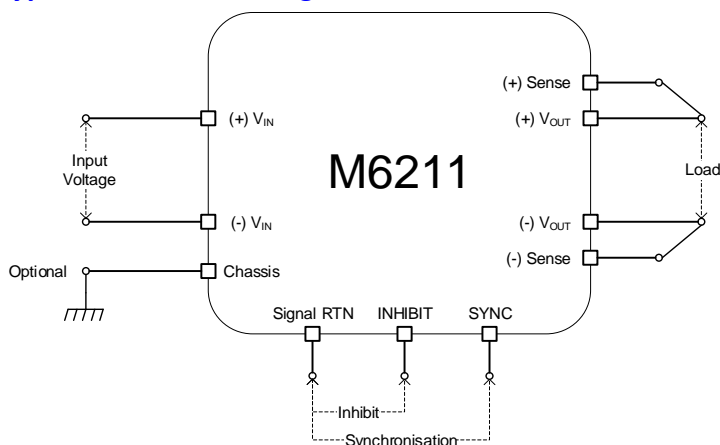 (+) Sense
(+) VIN
(+) VOUT
Input
Voltage
M6211
Load
(-) VIN
(-) VOUT
(-) Sense
Optional
Chassis
Signal RTN
INHIBIT
SYNC
Inhibit
Synchronisation